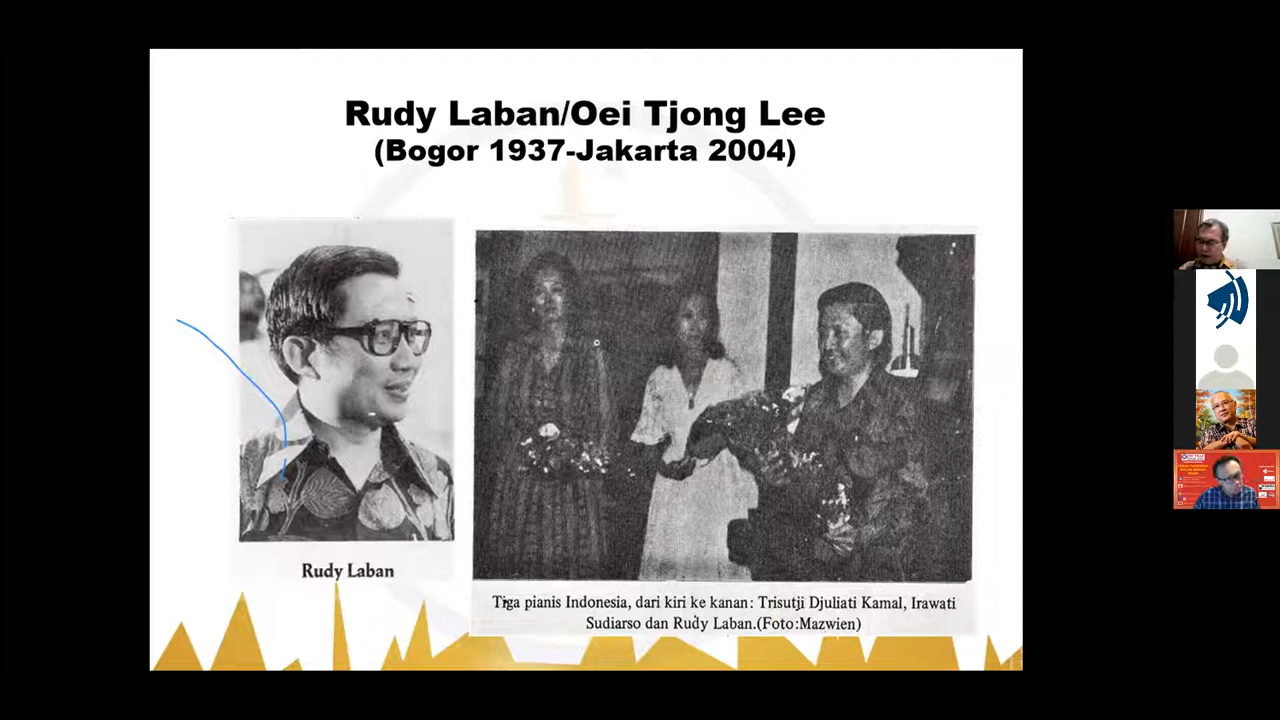 Rudy Laban/Oei Tjong Lee
(Bogor 1937-Jakarta 2004)
Rudy Laban
Tiga pianis Indonesia, dari kiri ke kanan: Trisutji Djuliati Kamal, Irawati
Sudiarso dan Rudy Laban.(Foto:Mazwien)